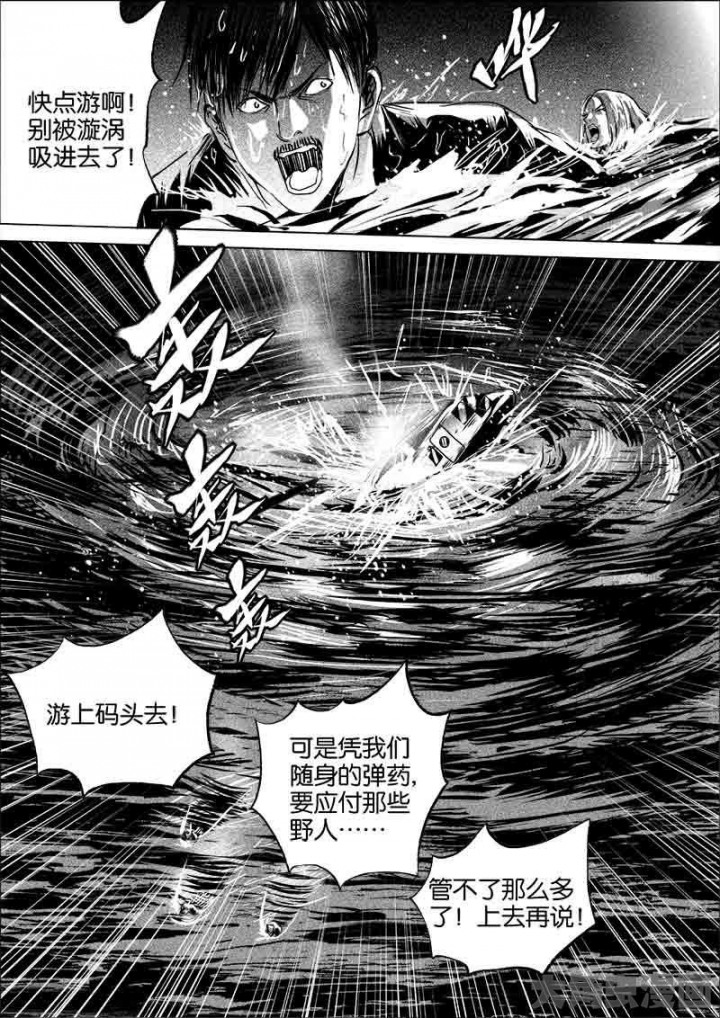 快点游啊！
别被漩涡
吸进去了！
哗
轰
轰
轰
游上码头去！
可是凭我们
随身的弹药，
要应付那些
野人……
管不了那么多
了！上去再说！